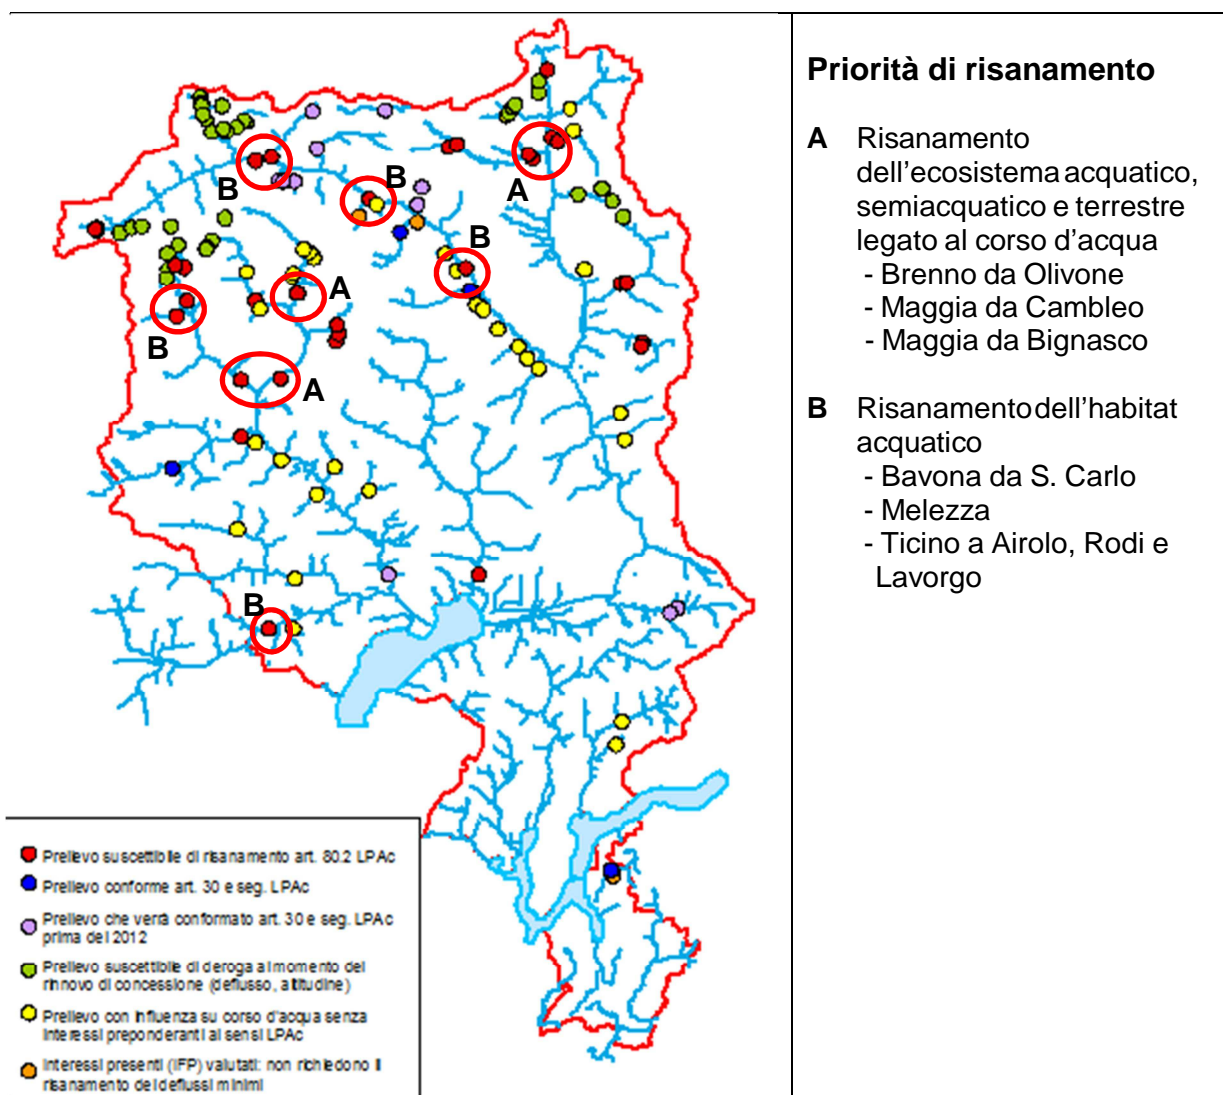 B
B
A
B
A
B
A
B
Prelievo suscettibile di risanamento art. 80.2 LPAc
Prelievo conforme art. 30 e seg. LPAc
Prelievo che verrà conformato art. 30 e seg. LPAc
prima del 2012
Prelievo suscettibile di deroga al momento del
rinnovo di concessione (deflusso, altitudine)
Prelievo con influenza su corso d'acqua senza
interessi preponderanti ai sensi LPAc
Interessi presenti (IFP) valutati: non richiedono il
risanamento dei deflussi minimi
Priorità di risanamento
A Risanamento
dell'ecosistema acquatico,
semiacquatico e terrestre
legato al corso d'acqua
- Brenno da Olivone
- Maggia da Cambleo
- Maggia da Bignasco
B Risanamento dell'habitat
acquatico
- Bavona da S. Carlo
- Melezza
- Ticino a Airolo, Rodi e
Lavorgo